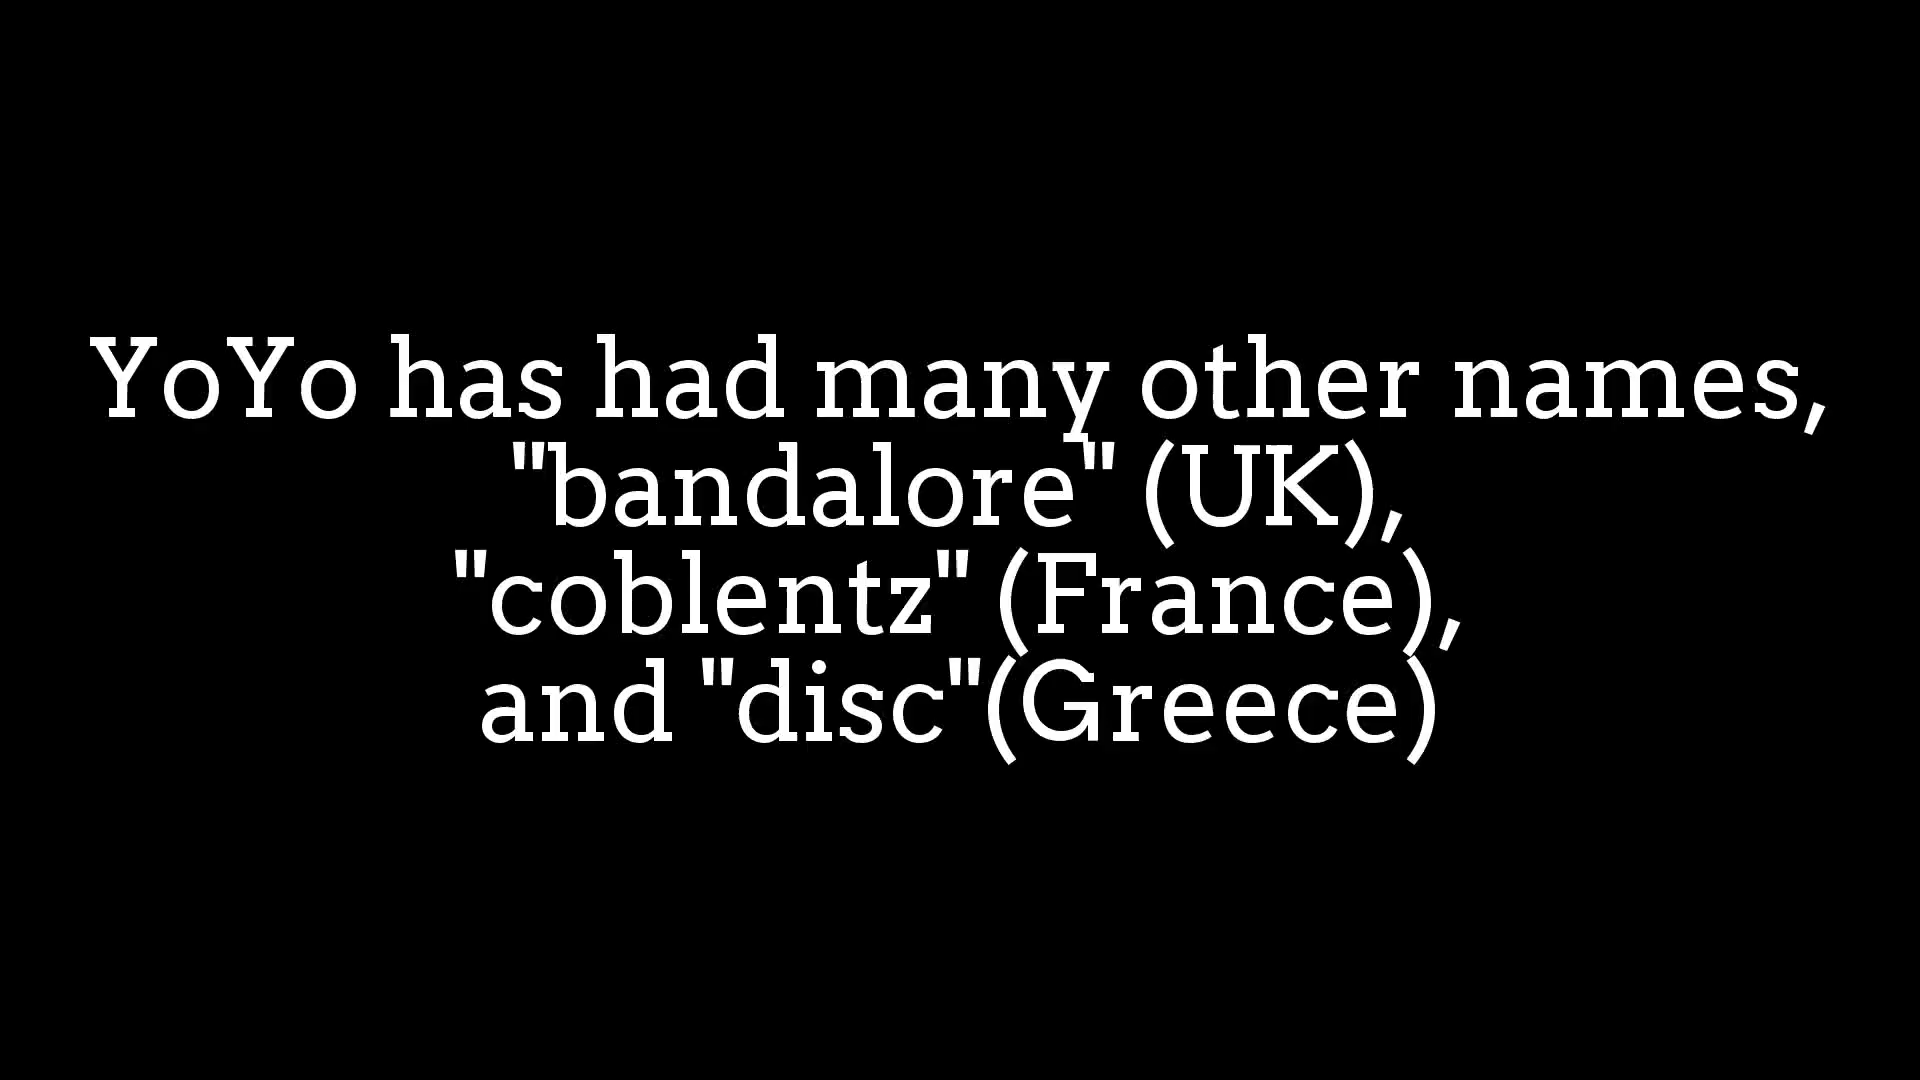 YoYo has had many other names,
"bandalore" (UK),
"coblentz" (France),
and "disc"(Greece)